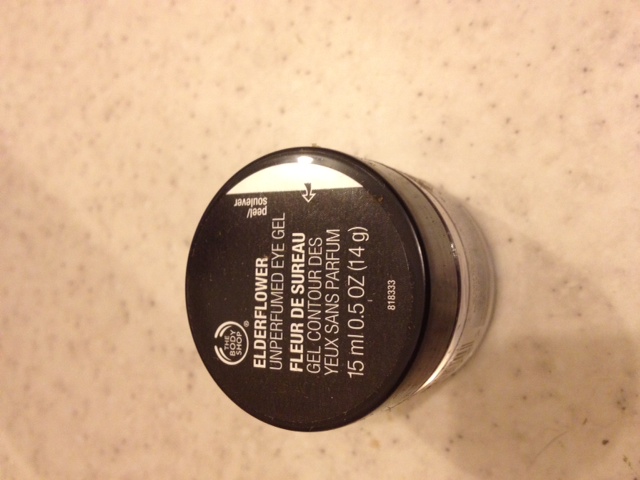 THE
BODY
SHOP®
peel/
soulever
ELDERFLOWER
UNPERFUMED EYE GEL
FLEUR DE SUREAU
GEL CONTOUR DES
YEUX SANS PARFUM
15 ml 0.5 OZ (14 g)
818333